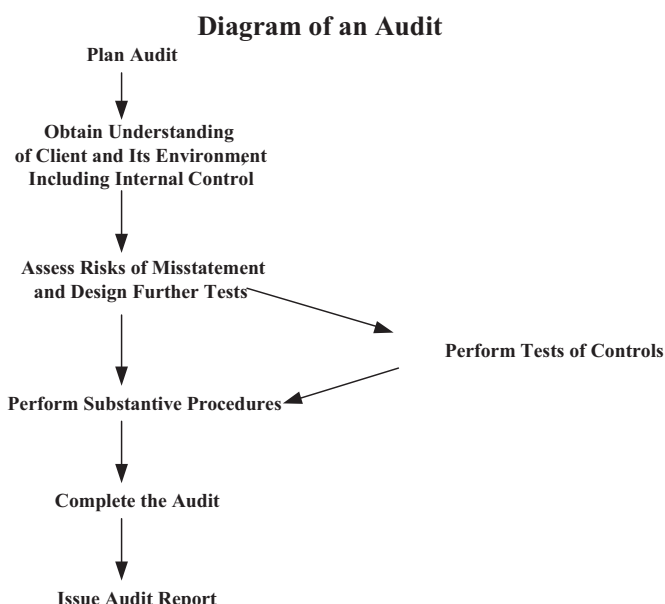 Diagram of an Audit
Plan Audit
Obtain Understanding
of Client and Its Environment
Including Internal Control
Assess Risks of Misstatement
and Design Further Tests
Perform Tests of Controls
Perform Substantive Procedures
Complete the Audit
Issue Audit Report